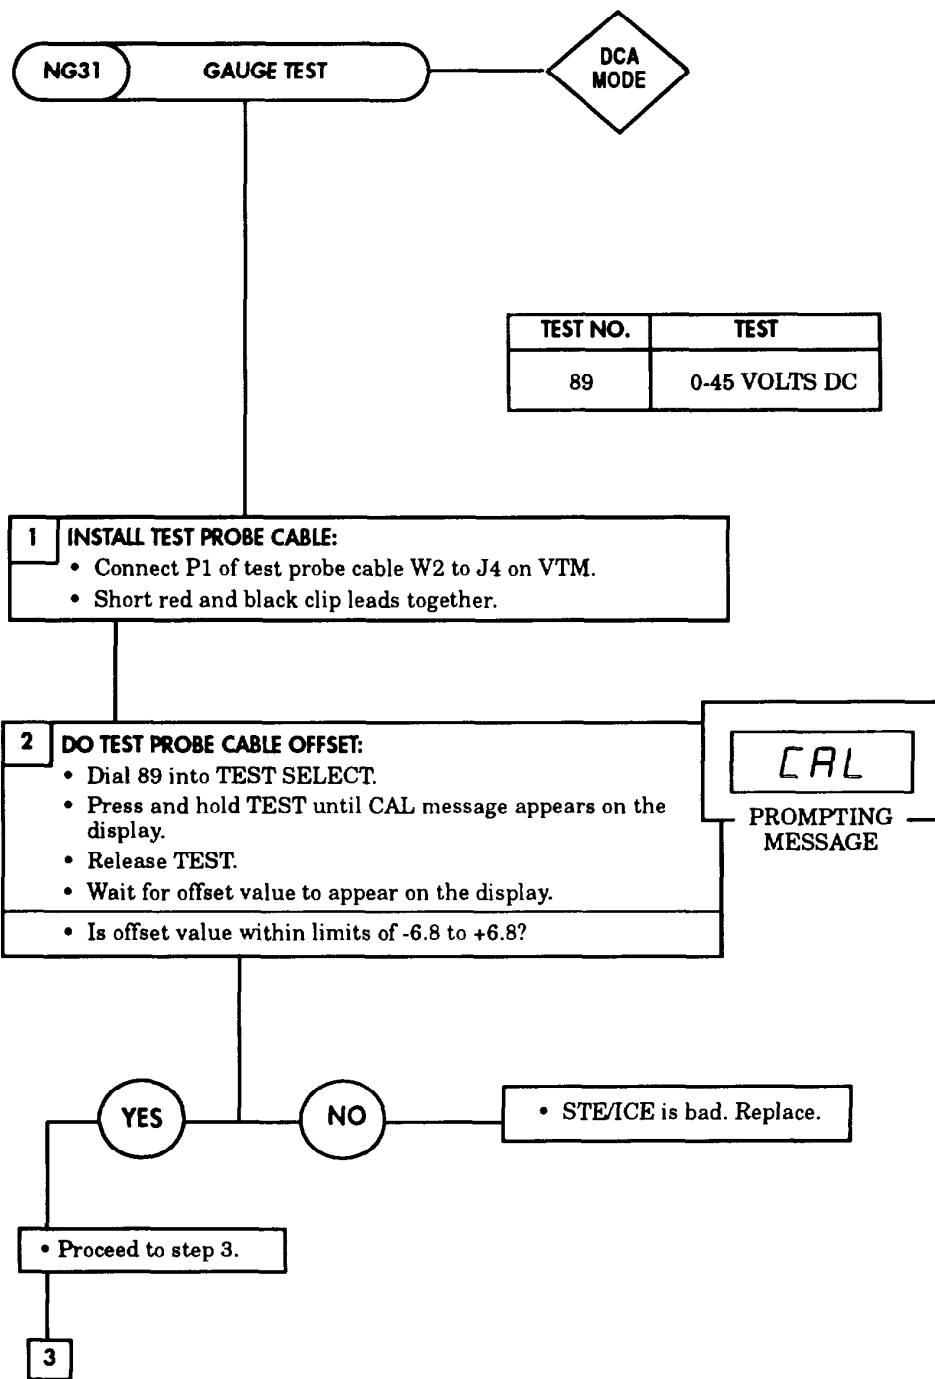 NG31 GAUGE TEST
DCA
MODE
TEST NO. TEST
89 0-45 VOLTS DC
1 INSTALL TEST PROBE CABLE:
• Connect P1 of test probe cable W2 to J4 on VTM.
• Short red and black clip leads together.
2 DO TEST PROBE CABLE OFFSET:
• Dial 89 into TEST SELECT.
• Press and hold TEST until CAL message appears on the
display.
• Release TEST.
• Wait for offset value to appear on the display.
• Is offset value within limits of -6.8 to +6.8?
CAL
PROMPTING
MESSAGE
YES
NO
• STE/ICE is bad. Replace.
• Proceed to step 3.
3